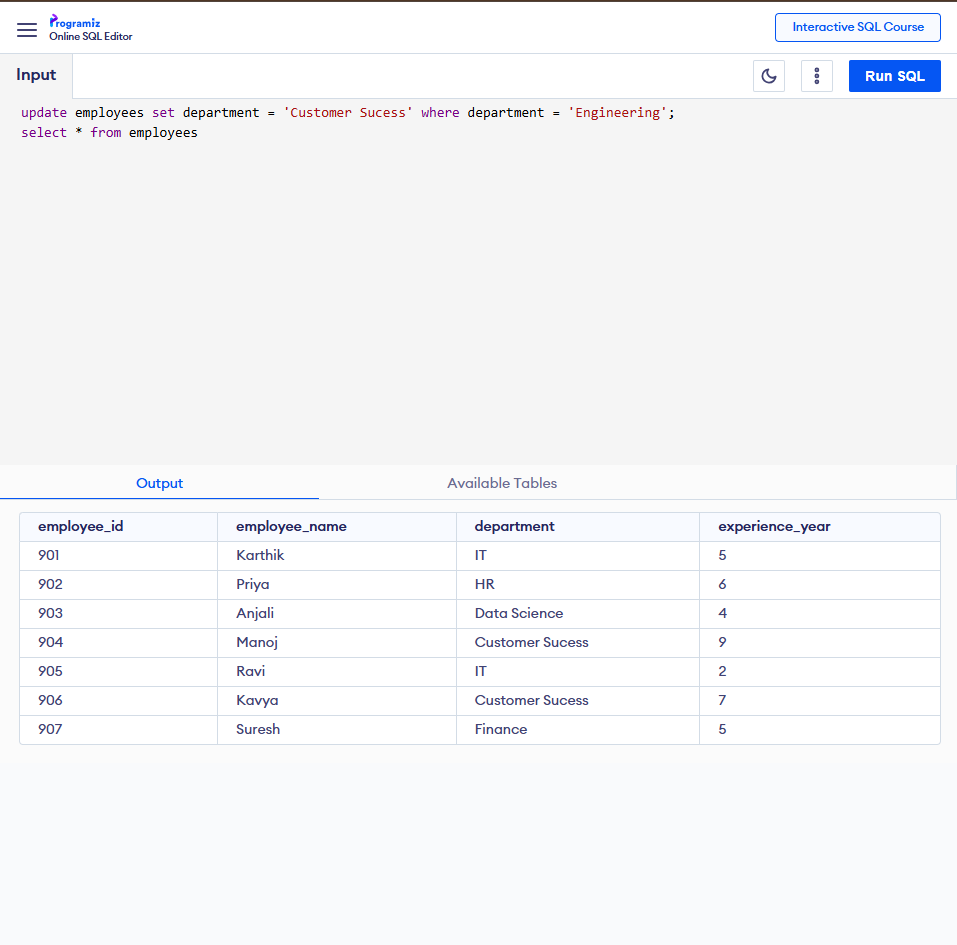 Programiz
Online SQL Editor
Interactive SQL Course
Input
Run SQL
update employees set department = 'Customer Sucess' where department = 'Engineering';
select * from employees
Output Available Tables
employee_id employee_name department experience_year
901 Karthik IT 5
902 Priya HR 6
903 Anjali Data Science 4
904 Manoj Customer Sucess 9
905 Ravi IT 2
906 Kavya Customer Sucess 7
907 Suresh Finance 5